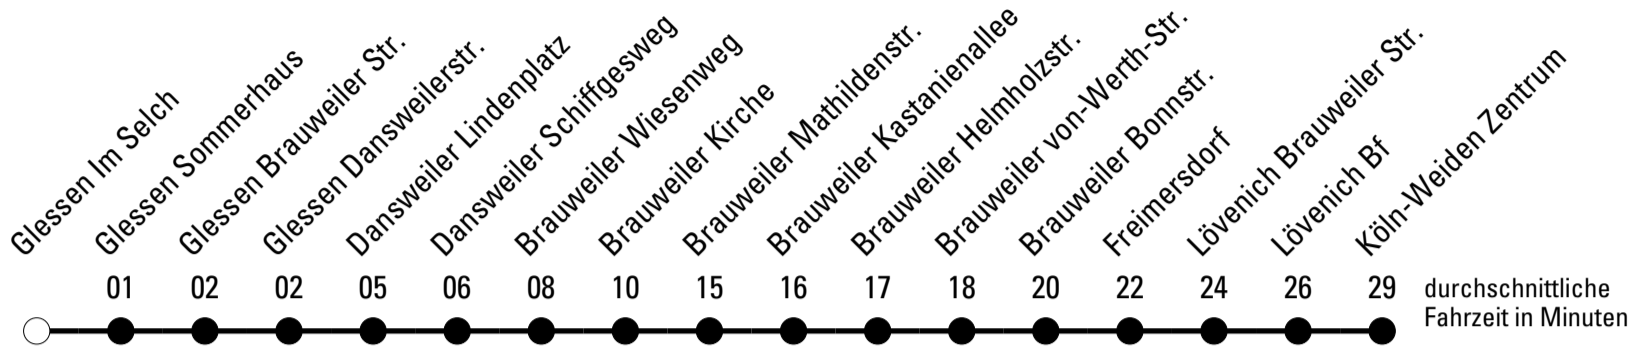 Glessen Im Selch
Glessen Sommerhaus
Glessen Brauweiler Str.
Glessen Dansweilerstr.
Dansweiler Lindenplatz
Dansweiler Schiffgesweg
Brauweiler Wiesenweg
Brauweiler Kirche
Brauweiler Mathildenstr.
Brauweiler Kastanienallee
Brauweiler Helmholzstr.
Brauweiler von-Werth-Str.
Brauweiler Bonnstr.
Freimersdorf
Lövenich Brauweiler Str.
Lövenich Bf
Köln-Weiden Zentrum
01 02 02 05 06 08 10 15 16 17 18 20 22 24 26 29
durchschnittliche
Fahrzeit in Minuten